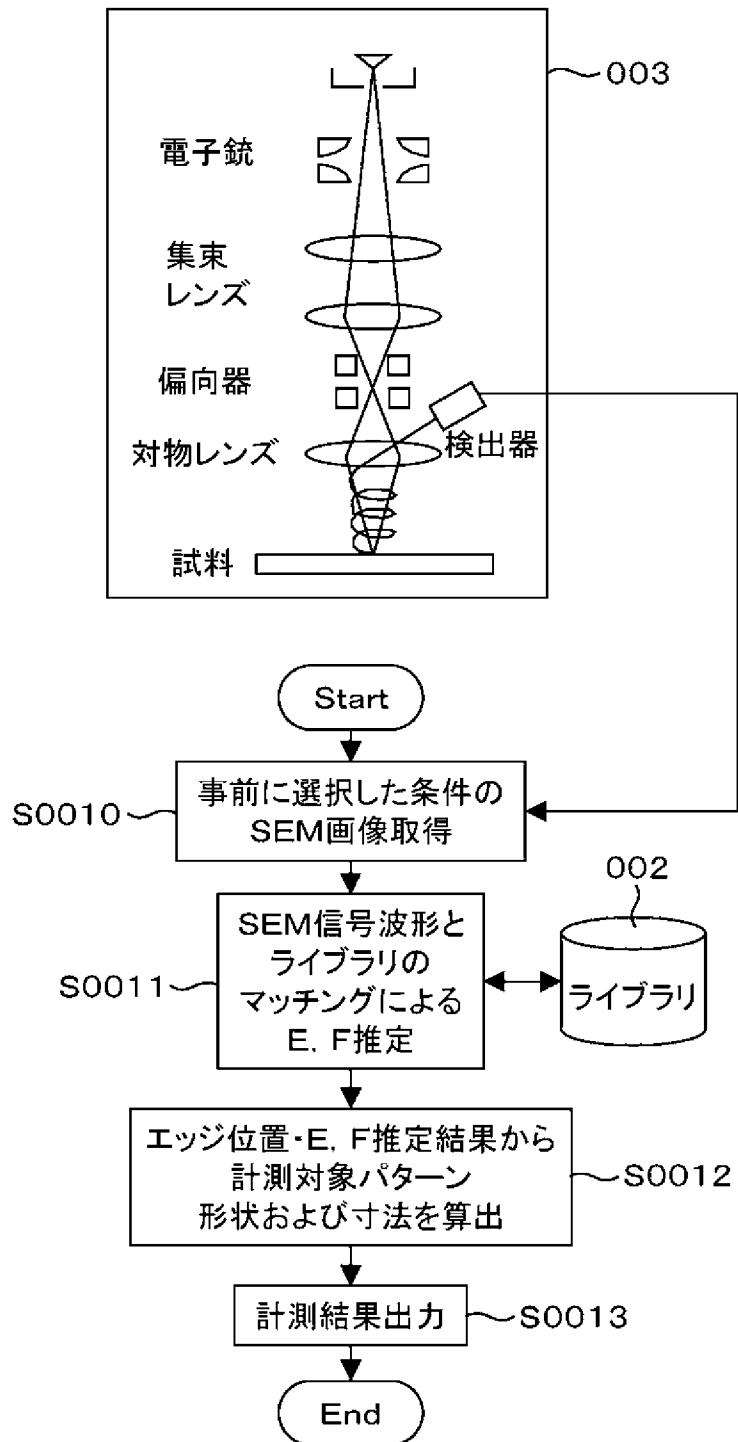 003
電子銃
集束
レンズ
偏向器
対物レンズ
検出器
試料
Start
S0010
事前に選択した条件の
SEM画像取得
002
S0011
SEM信号波形と
ライブラリの
マッチングによる
E, F推定
ライブラリ
エッジ位置・E, F推定結果から
計測対象パターン
形状および寸法を算出
S0012
計測結果出力
S0013
End